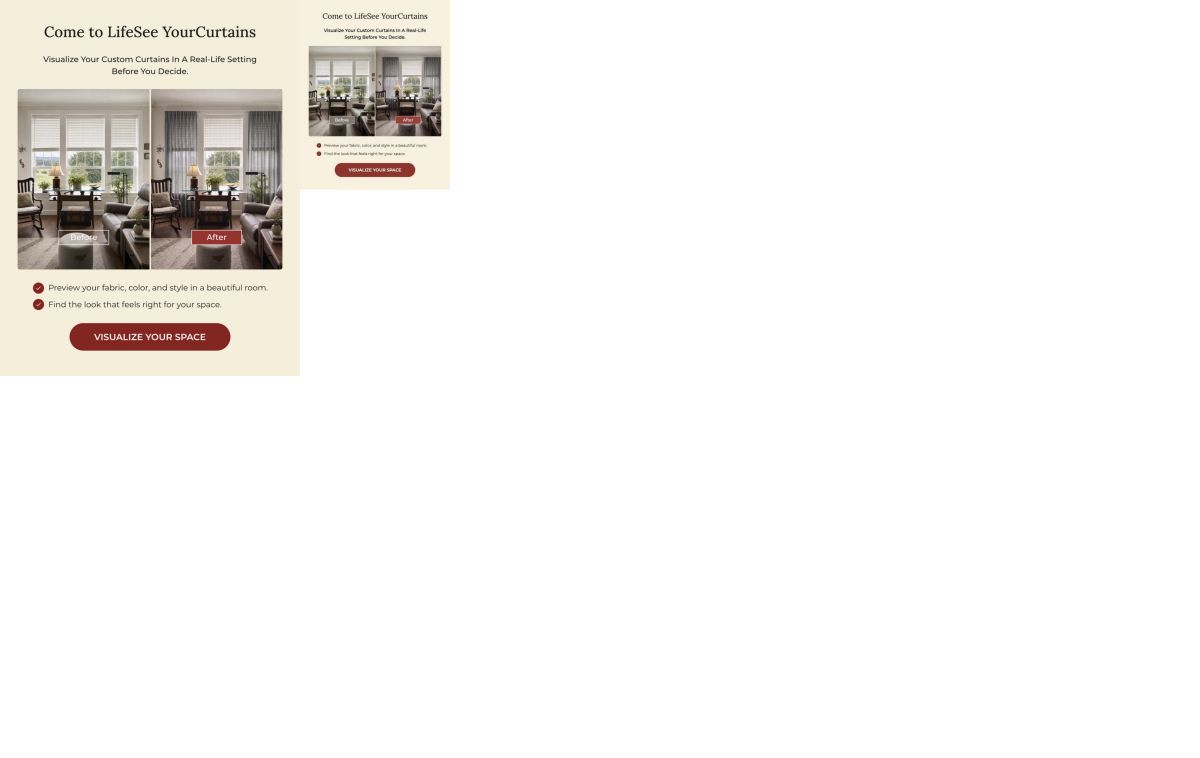 Come to LifeSee YourCurtains
Visualize Your Custom Curtains In A Real-Life Setting
Before You Decide.
Before
After
Preview your fabric, color, and style in a beautiful room.
Find the look that feels right for your space.
VISUALIZE YOUR SPACE
Come to LifeSee YourCurtains
Visualize Your Custom Curtains In A Real-Life
Setting Before You Decide.
Before
After
Preview your fabric, color, and style in a beautiful room.
Find the look that feels right for your space.
VISUALIZE YOUR SPACE